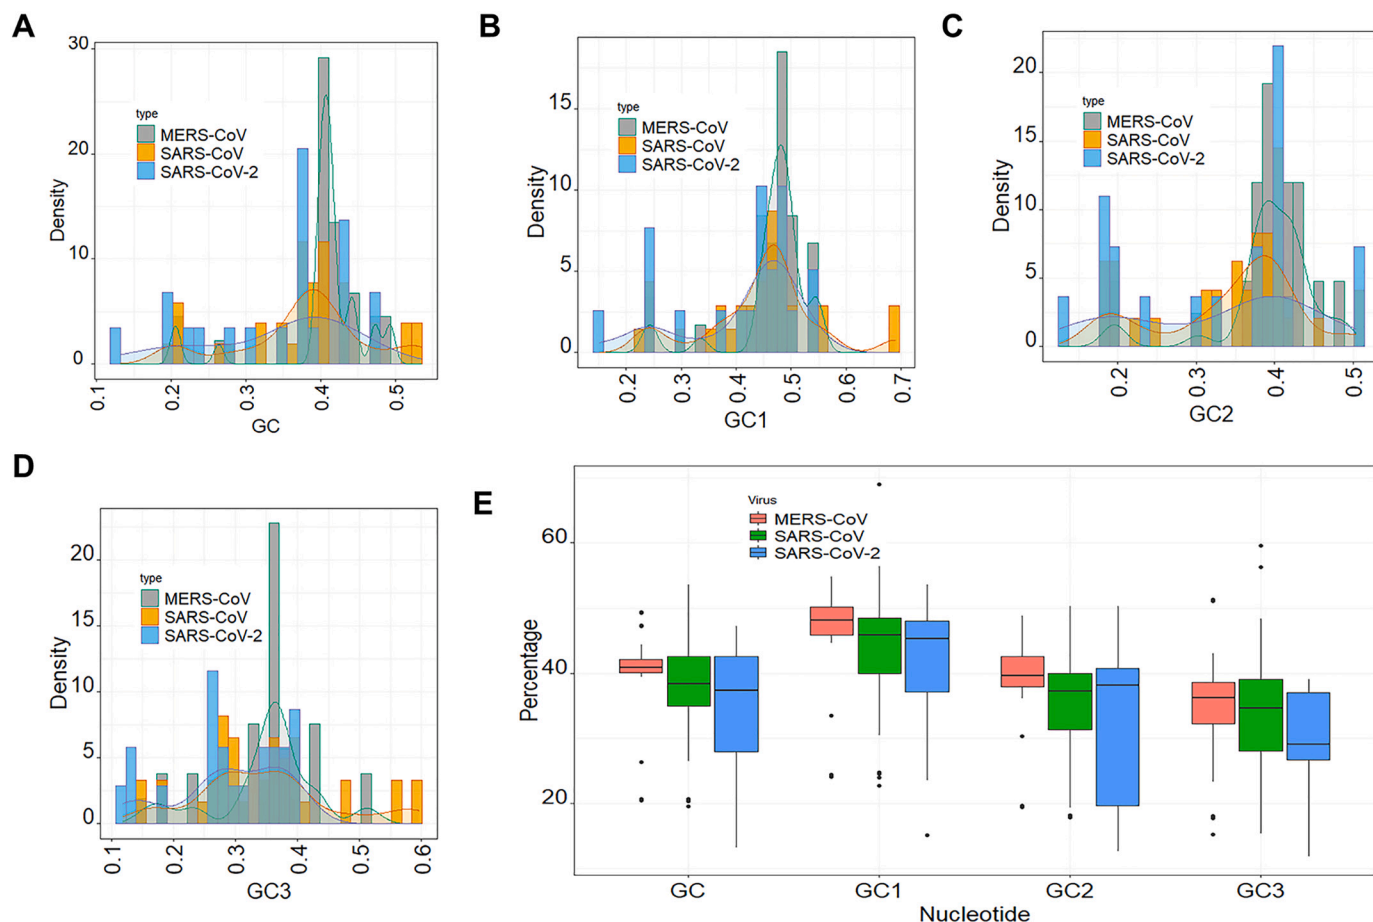 A
30
20
10
0
Density
type
MERS-CoV
SARS-CoV
SARS-CoV-2
0.1
0.2
0.3
0.4
0.5
GC
B
15
10
5
0
Density
type
MERS-CoV
SARS-CoV
SARS-CoV-2
0.2
0.3
0.4
0.5
0.6
0.7
GC1
C
20
15
10
5
0
Density
type
MERS-CoV
SARS-CoV
SARS-CoV-2
0.2
0.3
0.4
0.5
GC2
D
20
15
10
5
0
Density
type
MERS-CoV
SARS-CoV
SARS-CoV-2
0.1
0.2
0.3
0.4
0.5
0.6
GC3
E
60
40
20
Percentage
Virus
MERS-CoV
SARS-CoV
SARS-CoV-2
GC
GC1
GC2
GC3
Nucleotide